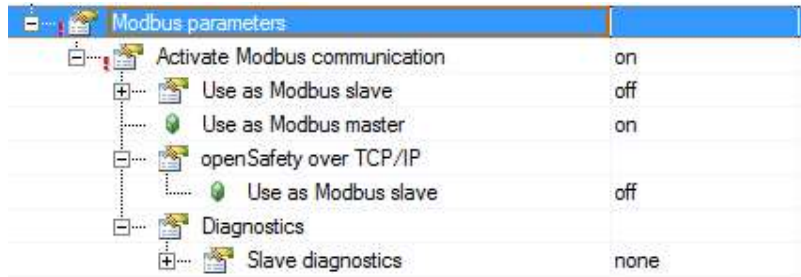 Modbus parameters
Activate Modbus communication on
Use as Modbus slave off
Use as Modbus master on
openSafety over TCP/IP
Use as Modbus slave off
Diagnostics
Slave diagnostics none